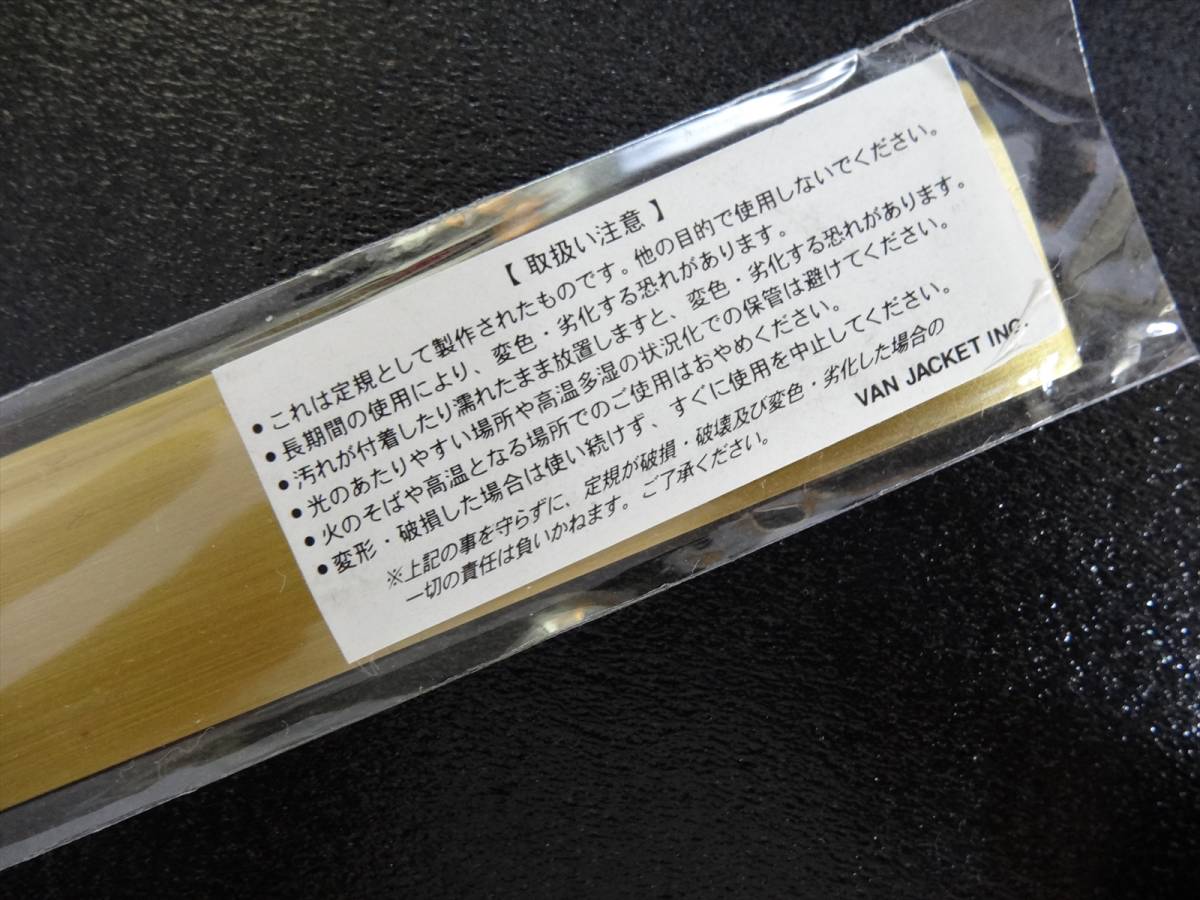 【 取扱い注意 】
● これは定規として製作されたものです。他の目的で使用しないでください。
● 長期間の使用により、変色・劣化する恐れがあります。
● 汚れが付着したり濡れたまま放置しますと、変色・劣化する恐れがあります。
● 光のあたりやすい場所や高温多湿の状況化での保管は避けてください。
● 火のそばや高温となる場所でのご使用はおやめください。
● 変形・破損した場合は使い続けず、すぐに使用を中止してください。
※上記の事を守らずに、定規が破損・破壊及び変色・劣化した場合の
一切の責任は負いかねます。ご了承ください。
VAN JACKET INC.